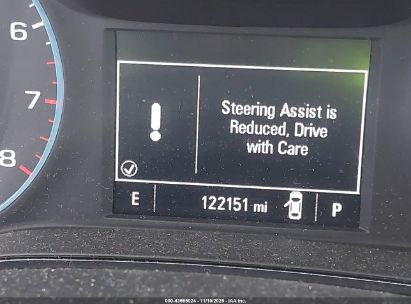 6
7
8
Steering Assist is
Reduced, Drive
with Care
E 122151 mi P